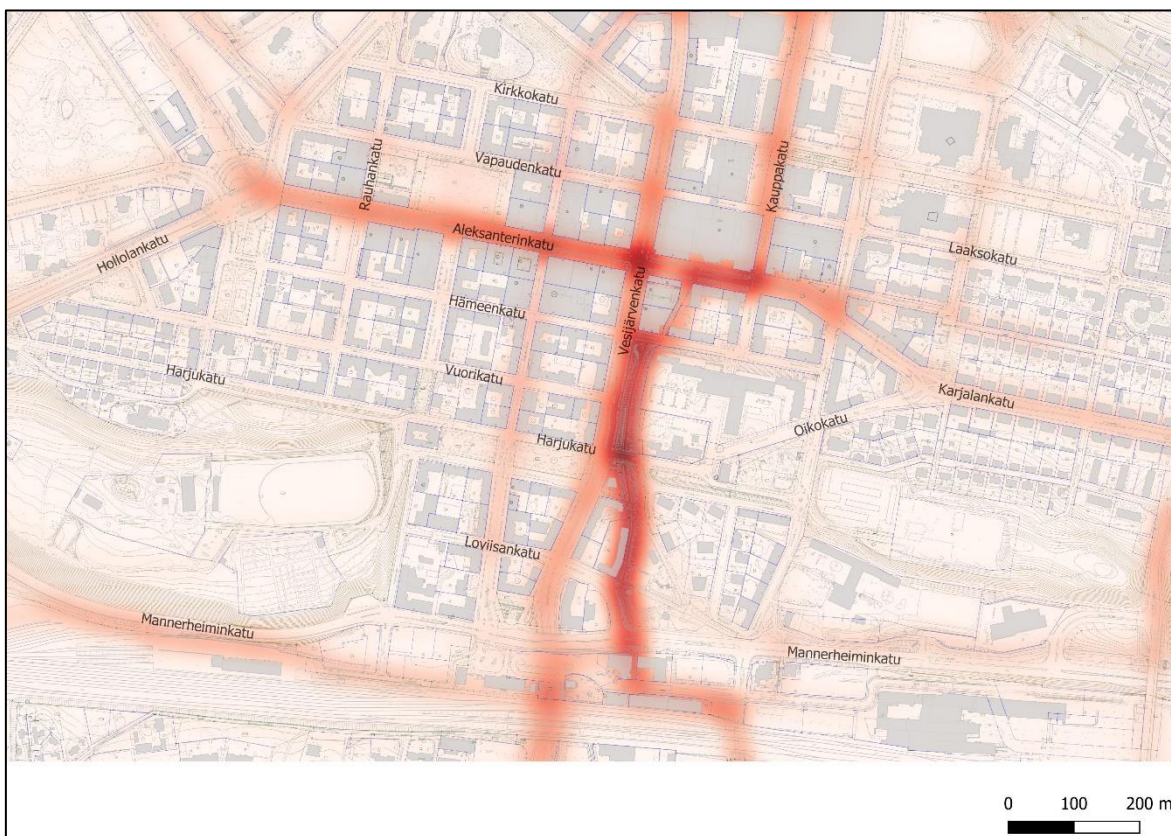 Kirkkokatu
Vapaudenkatu
Rauhankatu
Kauppakatu
Aleksanterinkatu
Laaksokatu
Hollolankatu
Hämeenkatu
Vesijärvenkatu
Vuorikatu
Harjukatu
Karjalankatu
Oikokatu
Harjukatu
Loviisankatu
Mannerheiminkatu
Mannerheiminkatu
0 100 200 m